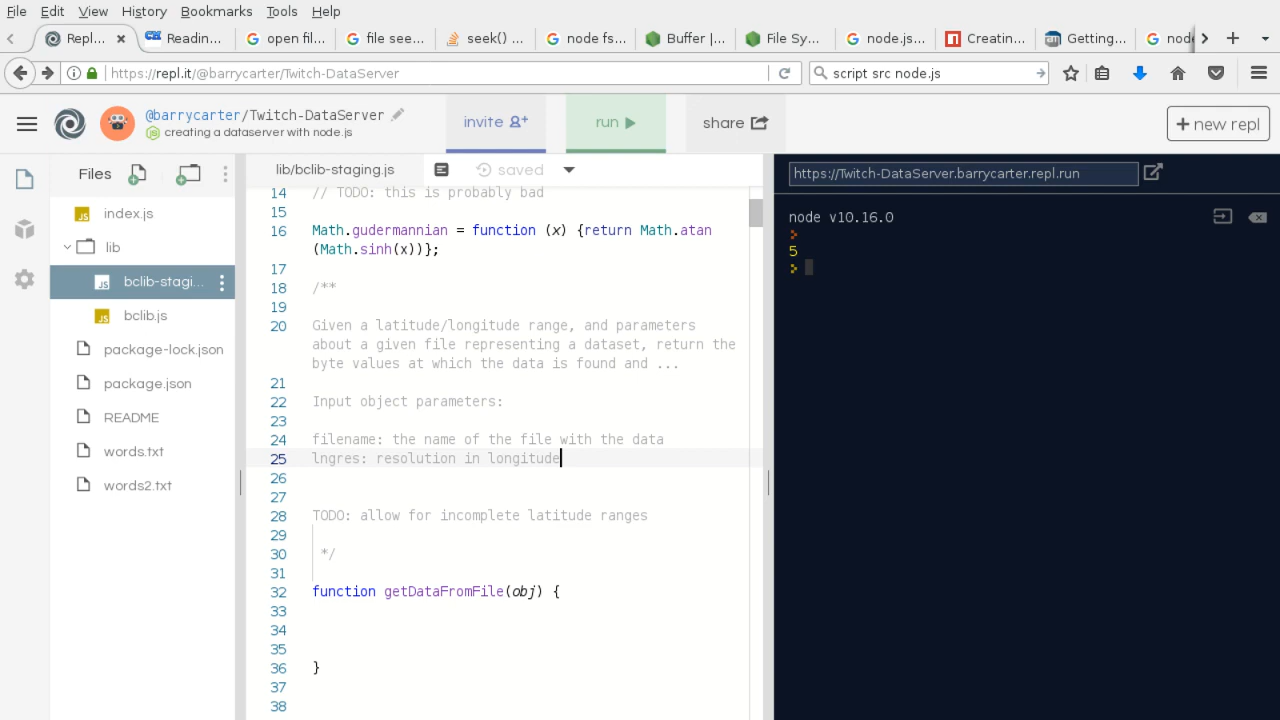 File Edit View History Bookmarks Tools Help
Repl... Readin... open fil... file see... seek() ... node fs... Buffer |... File Sy... node.js... Creatin... Getting...
https://repl.it/@barrycarter/Twitch-DataServer script src node.js
@barrycarter/Twitch-DataServer
creating a dataserver with node.js
invite run share + new repl
Files
lib/bclib-staging.js saved
index.js
lib
bclib-stagi...
bclib.js
package-lock.json
package.json
README
words.txt
words2.txt
14 // TODO: this is probably bad
15
16 Math.gudermannian = function (x) {return Math.atan
(Math.sinh(x))};
17
18 /**
19
20 Given a latitude/longitude range, and parameters
about a given file representing a dataset, return the
byte values at which the data is found and ...
21
22 Input object parameters:
23
24 filename: the name of the file with the data
25 lngres: resolution in longitude
26
27
28 TODO: allow for incomplete latitude ranges
29
30 */
31
32 function getDataFromFile(obj) {
33
34
35
36 }
37
38
https://Twitch-DataServer.barrycarter.repl.run
node v10.16.0
5